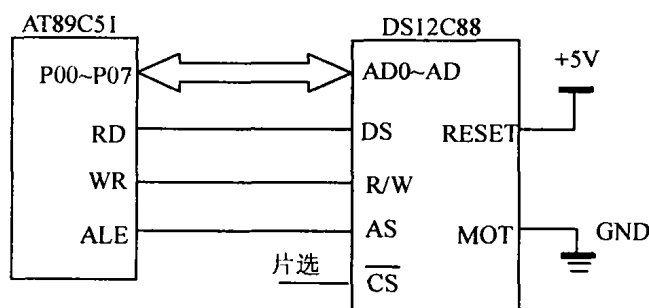 AT89C51
DS12C88
P00~P07
AD0~AD
+5V
RD
DS
RESET
WR
R/W
ALE
AS
MOT
GND
片选
CS